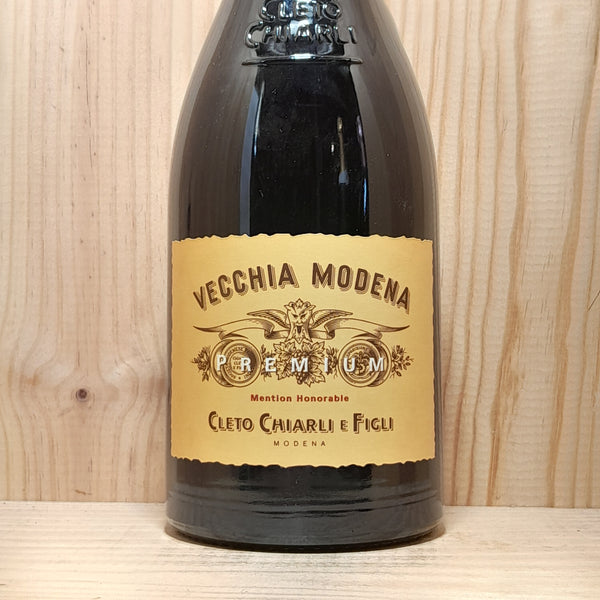 CLETO
CHIARLI
VECCHIA MODENA
PREMIUM
Mention Honorable
CLETO CHIARLI E FIGLI
MODENA